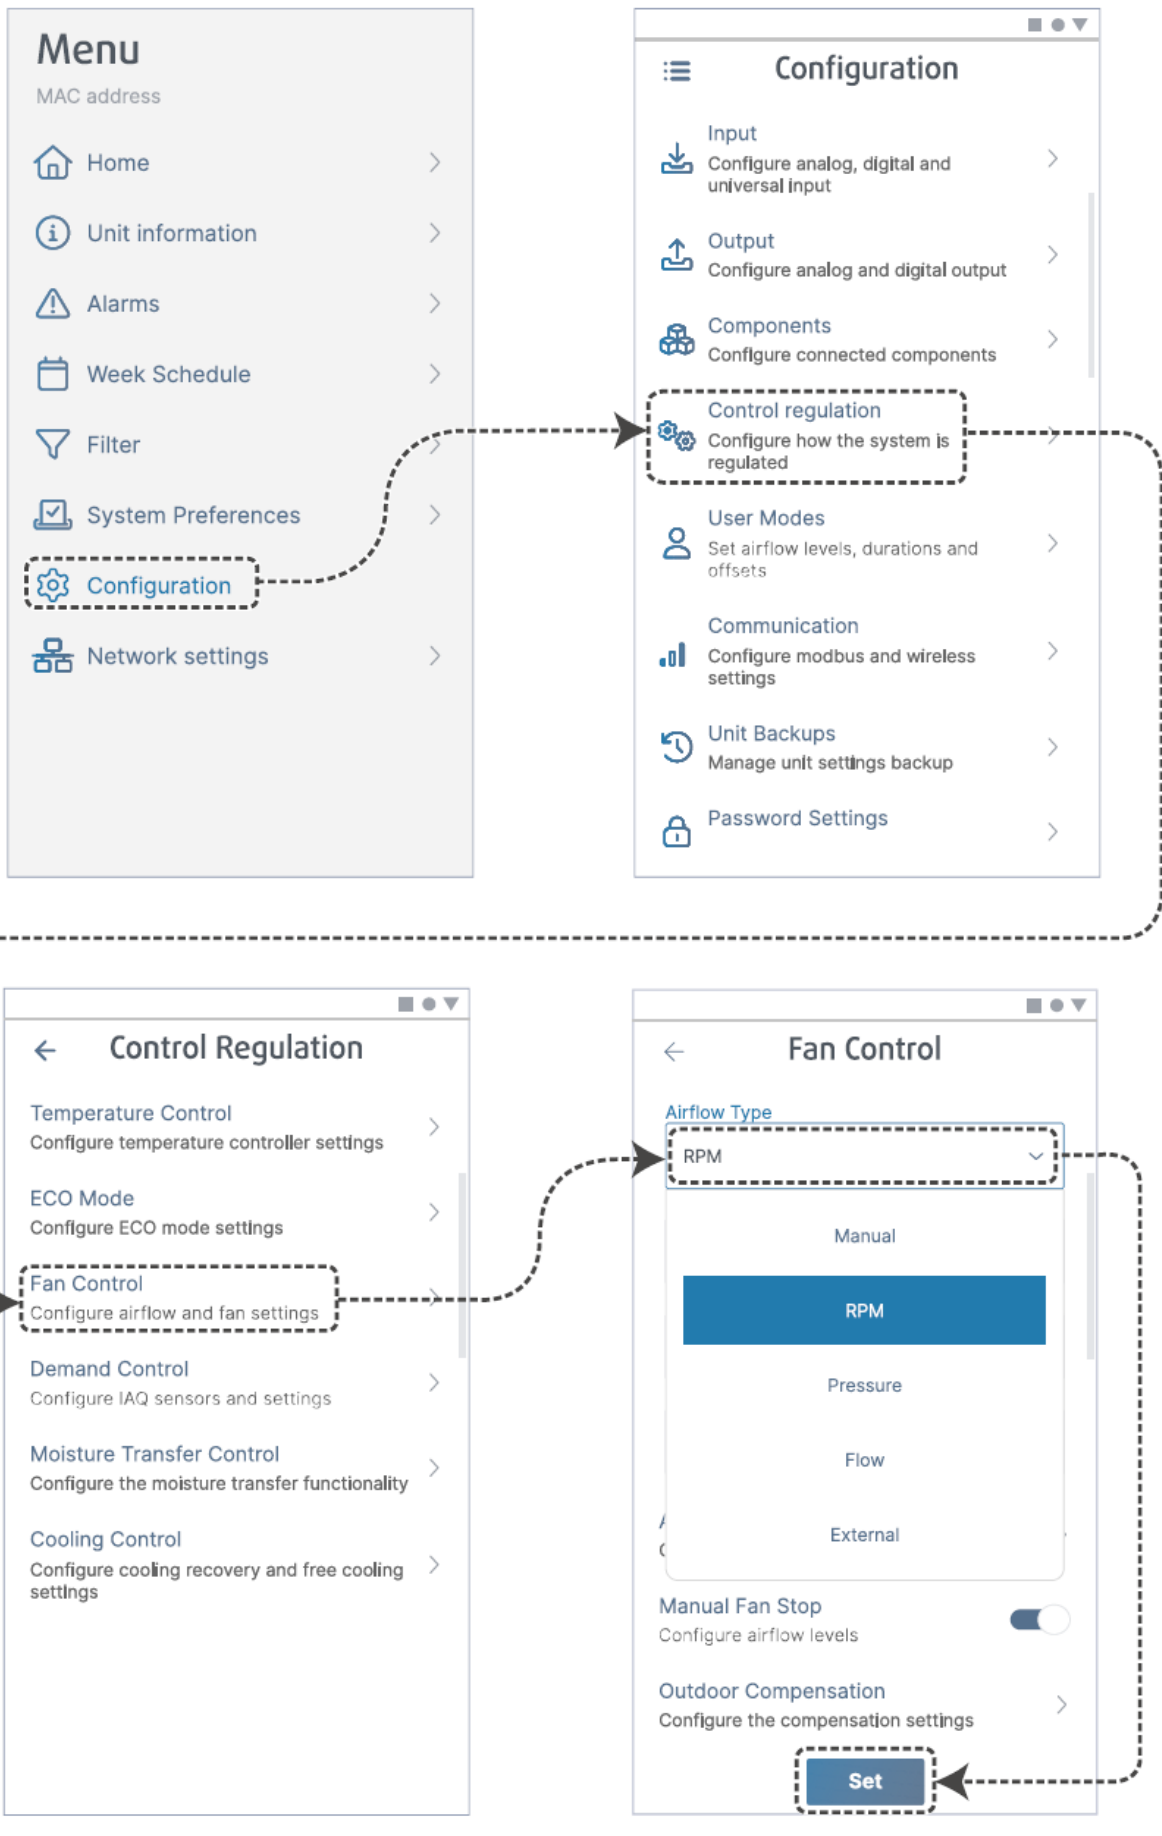 Menu
MAC address
Home
Unit information
Alarms
Week Schedule
Filter
System Preferences
Configuration
Network settings
Configuration
Input
Configure analog, digital and
universal input
Output
Configure analog and digital output
Components
Configure connected components
Control regulation
Configure how the system is
regulated
User Modes
Set airflow levels, durations and
offsets
Communication
Configure modbus and wireless
settings
Unit Backups
Manage unit settings backup
Password Settings
Control Regulation
Temperature Control
Configure temperature controller settings
ECO Mode
Configure ECO mode settings
Fan Control
Configure airflow and fan settings
Demand Control
Configure IAQ sensors and settings
Moisture Transfer Control
Configure the moisture transfer functionality
Cooling Control
Configure cooling recovery and free cooling
settings
Fan Control
Airflow Type
RPM
Manual
RPM
Pressure
Flow
External
Manual Fan Stop
Configure airflow levels
Outdoor Compensation
Configure the compensation settings
Set